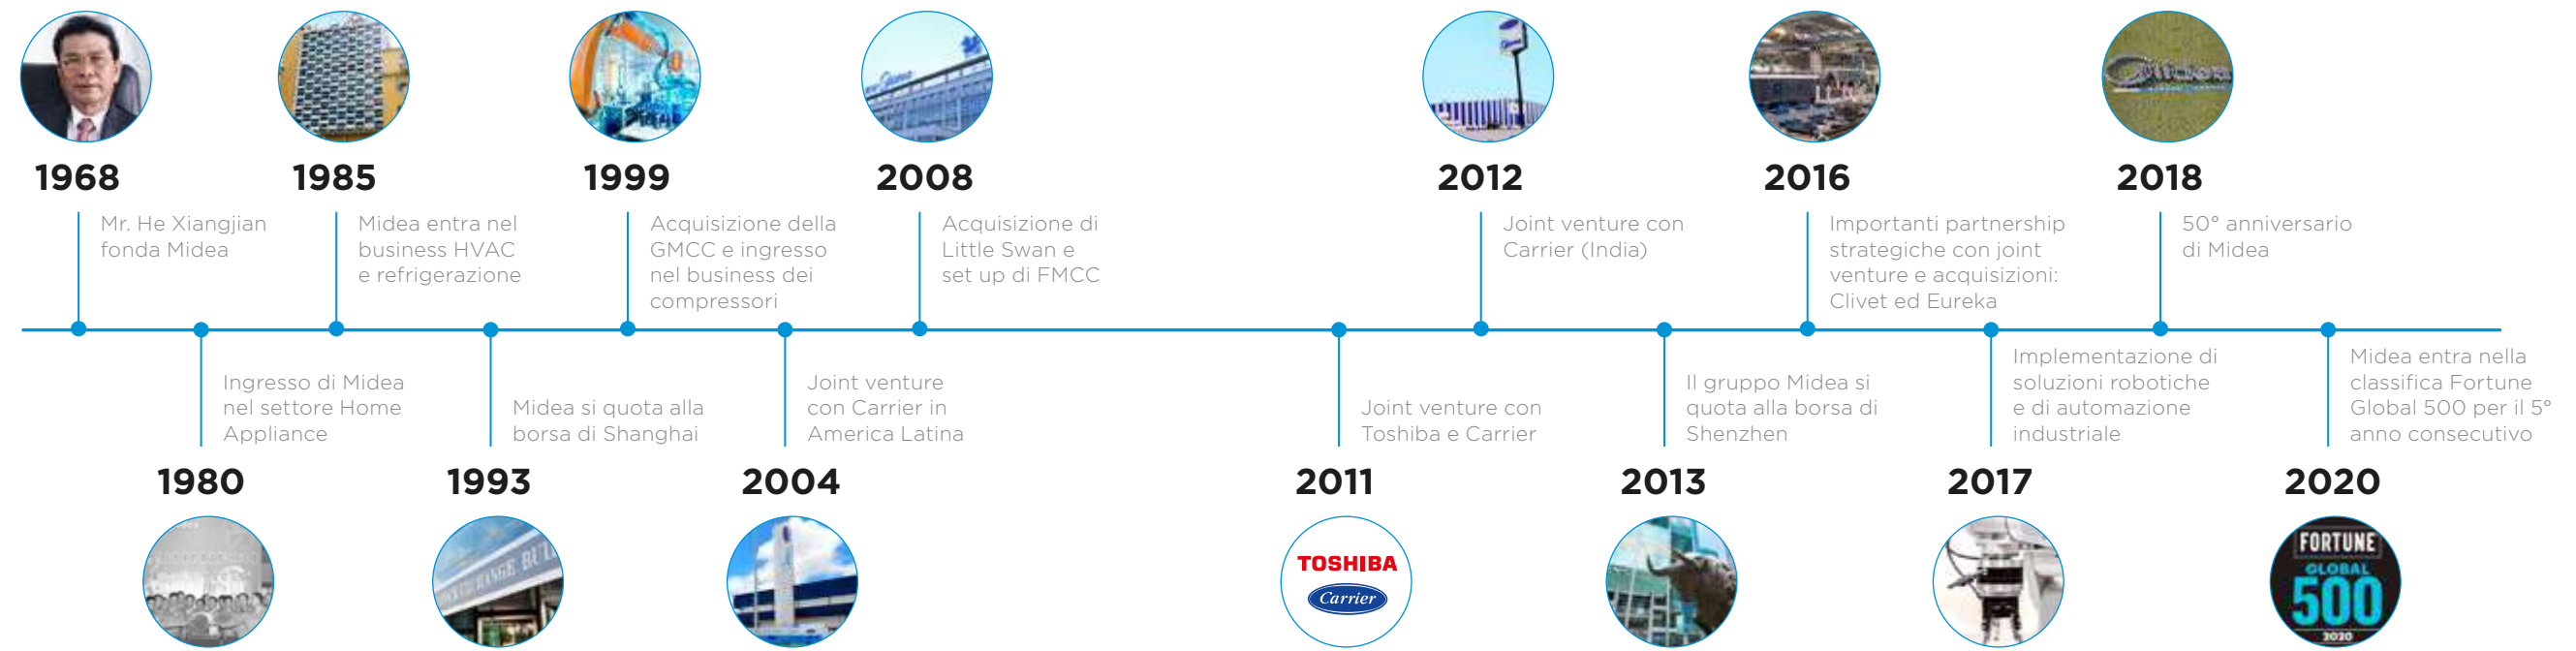 1968
Mr. He Xiangjian
fonda Midea
1980
Ingresso di Midea
nel settore Home
Appliance
1985
Midea entra nel
business HVAC
e refrigerazione
1993
Midea si quota alla
borsa di Shanghai
1999
Acquisizione della
GMCC e ingresso
nel business dei
compressori
2004
Joint venture
con Carrier in
America Latina
2008
Acquisizione di
Little Swan e
set up di FMCC
2011
Joint venture con
Toshiba e Carrier
TOSHIBA
Carrier
2012
Joint venture con
Carrier (India)
2013
Il gruppo Midea si
quota alla borsa di
Shenzhen
2016
Importanti partnership
strategiche con joint
venture e acquisizioni:
Clivet ed Eureka
2017
Implementazione di
soluzioni robotiche
e di automazione
industriale
2018
50° anniversario
di Midea
Midea
2020
Midea entra nella
classifica Fortune
Global 500 per il 5°
anno consecutivo
FORTUNE
GLOBAL
500
2020